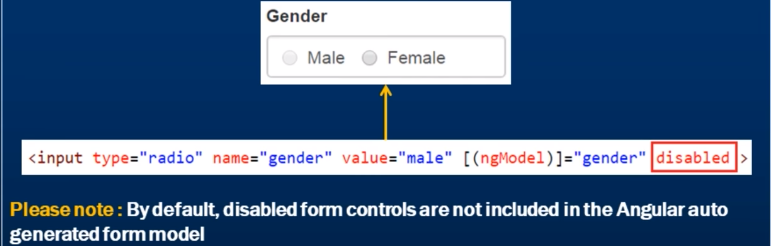 Gender
Male Female
<input type="radio" name="gender" value="male" [(ngModel)]="gender" disabled >
Please note : By default, disabled form controls are not included in the Angular auto
generated form model